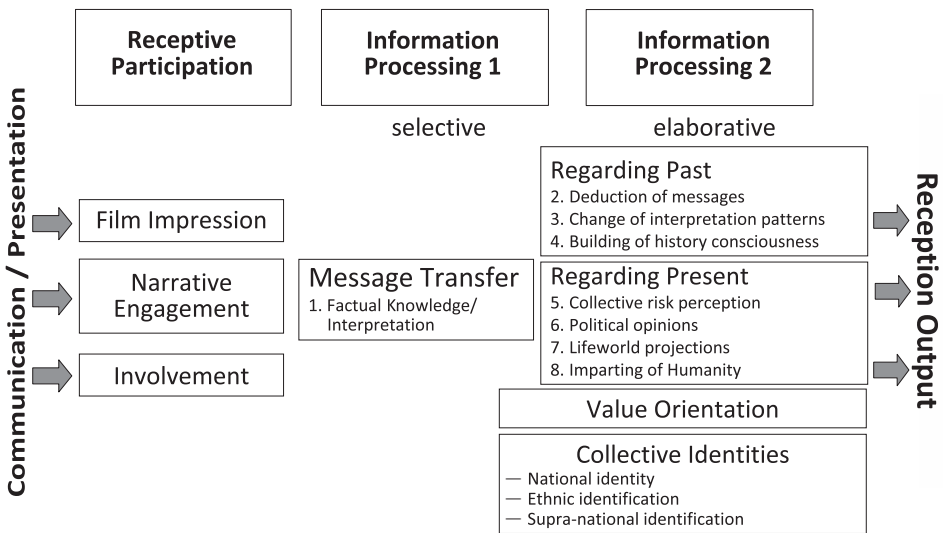 Communication / Presentation
Receptive
Participation
Film Impression
Narrative
Engagement
Involvement
Information
Processing 1
selective
Message Transfer
1. Factual Knowledge/
Interpretation
Information
Processing 2
elaborative
Regarding Past
2. Deduction of messages
3. Change of interpretation patterns
4. Building of history consciousness
Regarding Present
5. Collective risk perception
6. Political opinions
7. Lifeworld projections
8. Imparting of Humanity
Value Orientation
Collective Identities
— National identity
— Ethnic identification
— Supra-national identification
Reception Output